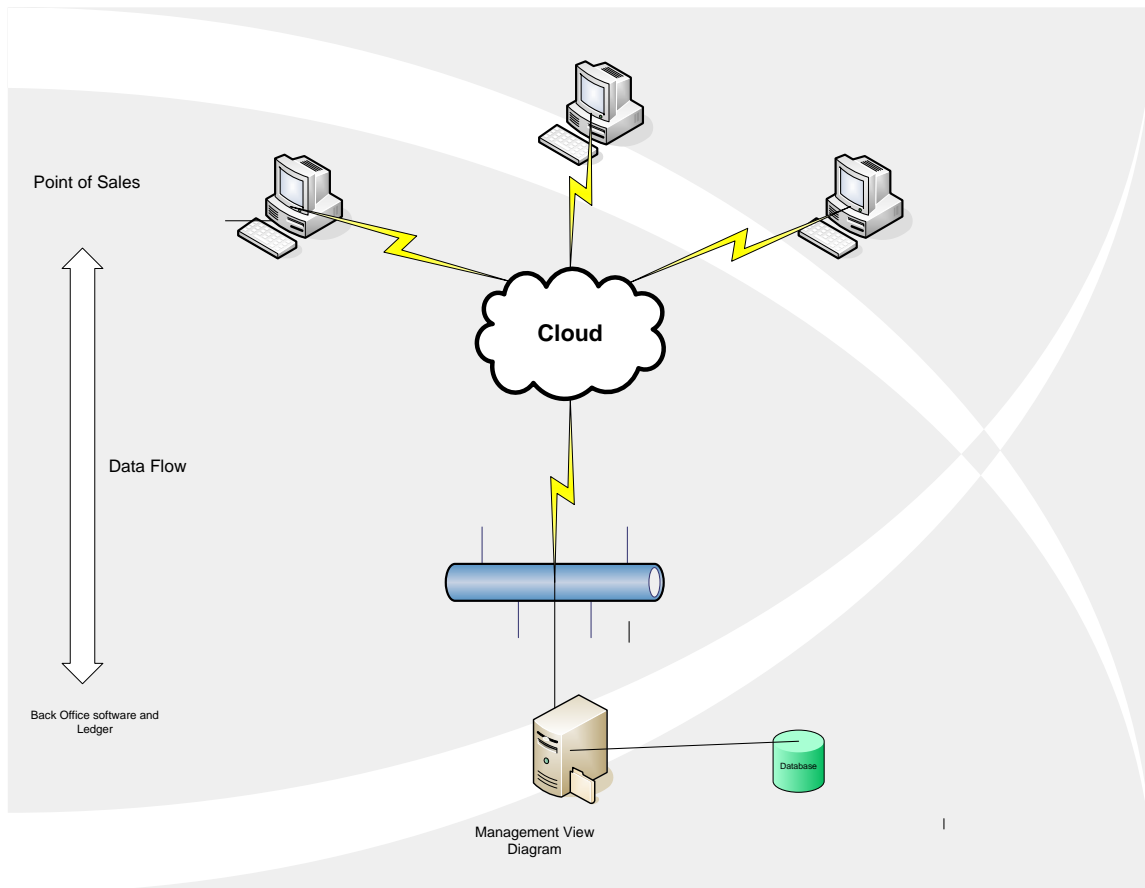 Point of Sales
Cloud
Data Flow
Back Office software and
Ledger
Database
Management View
Diagram